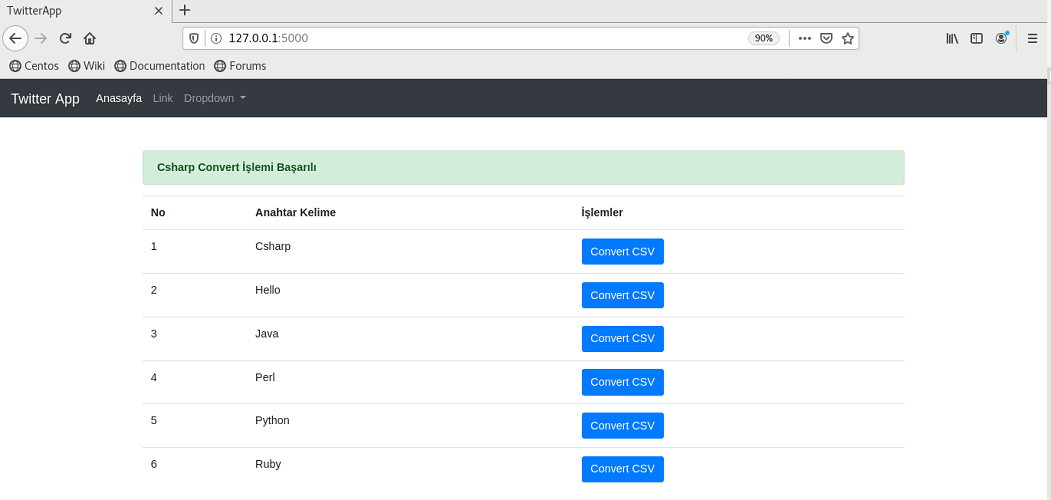 TwitterApp
127.0.0.1:5000 90%
Centos Wiki Documentation Forums
Twitter App Anasayfa Link Dropdown
Csharp Convert İşlemi Başarılı
No Anahtar Kelime İşlemler
1 Csharp Convert CSV
2 Hello Convert CSV
3 Java Convert CSV
4 Perl Convert CSV
5 Python Convert CSV
6 Ruby Convert CSV